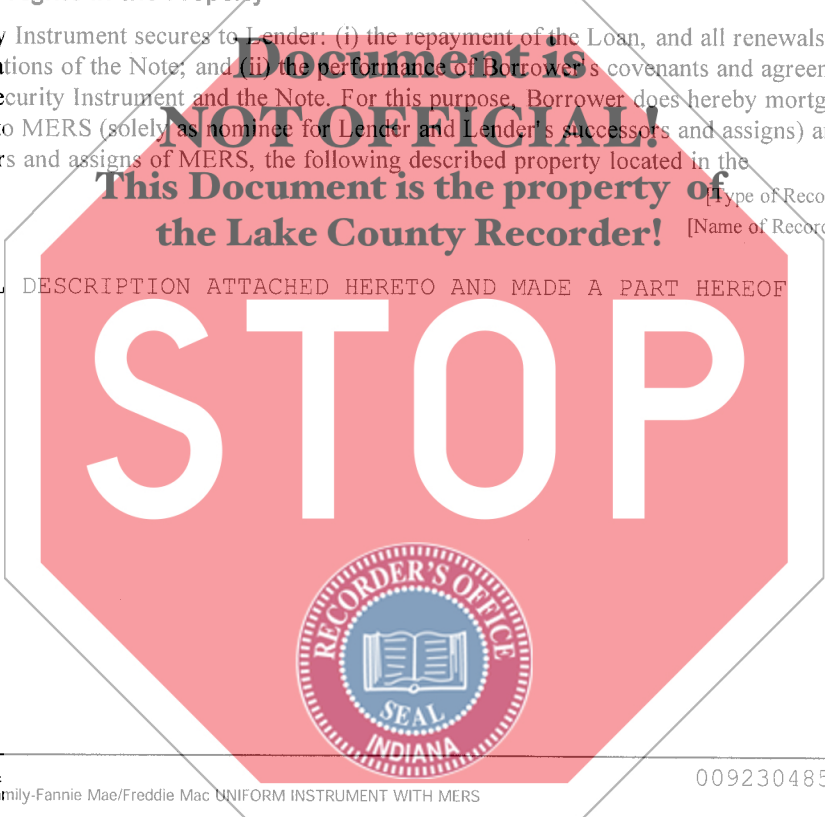 y Instrument secures to Lender: (i) the repayment of the Loan, and all renewals
Document is
tions of the Note; and (ii) the performance of Borrower's covenants and agreem
ecurity Instrument and the Note. For this purpose, Borrower does hereby mortg
NOT OFFICIAL!
o MERS (solely as nominee for Lender and Lender's successors and assigns) a
rs and assigns of MERS, the following described property located in the
This Document is the property of
[Type of Reco
the Lake County Recorder!
[Name of Record
L DESCRIPTION ATTACHED HERETO AND MADE A PART HEREOF
STOP
RECORDER'S OFFICE
SEAL
INDIANA
009230485
mily-Fannie Mae/Freddie Mac UNIFORM INSTRUMENT WITH MERS